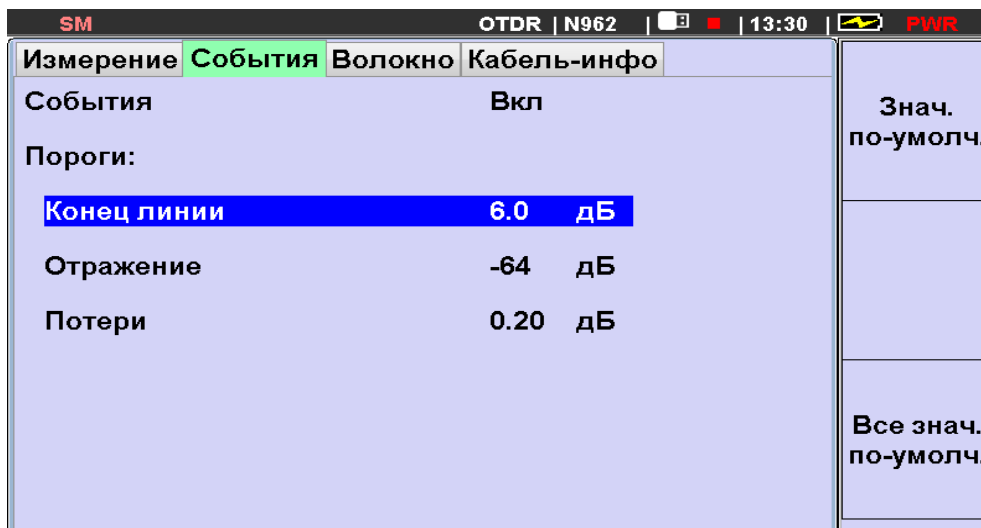 SM OTDR | N962 | | 13:30 | PWR
Измерение События Волокно Кабель-инфо
События Вкл
Пороги:
Конец линии 6.0 дБ
Отражение -64 дБ
Потери 0.20 дБ
Знач.
по-умолч.
Все знач.
по-умолч.